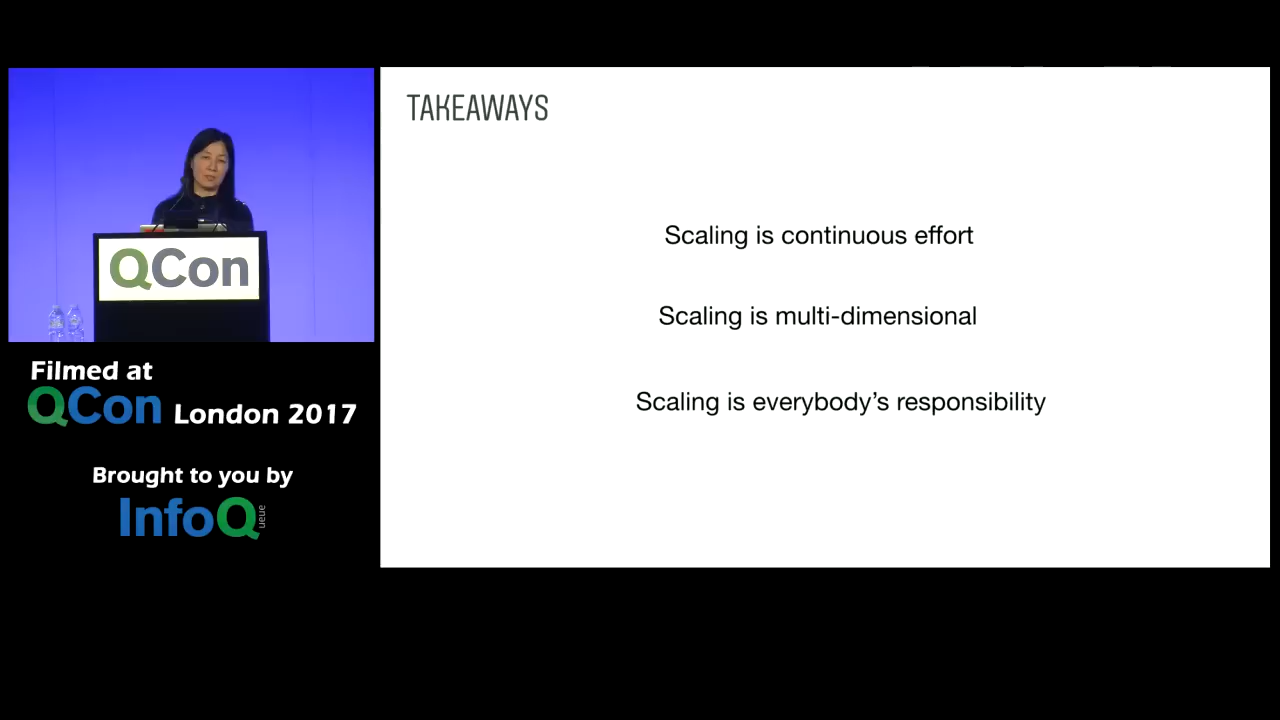 TAKEAWAYS
Scaling is continuous effort
Scaling is multi-dimensional
Scaling is everybody’s responsibility
QCon
Filmed at
QCon London 2017
Brought to you by
InfoQ
ueue